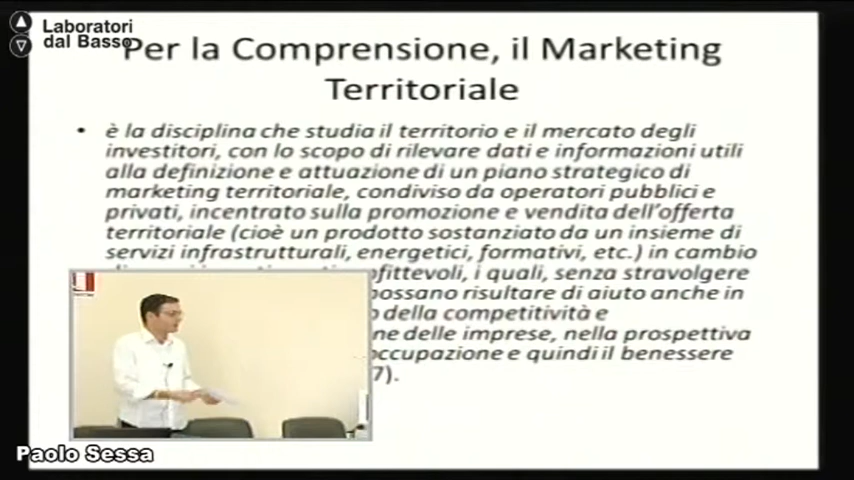 Laboratori
dal Basso
Per la Comprensione, il Marketing
Territoriale
• è la disciplina che studia il territorio e il mercato degli
investitori, con lo scopo di rilevare dati e informazioni utili
alla definizione e attuazione di un piano strategico di
marketing territoriale, condiviso da operatori pubblici e
privati, incentrato sulla promozione e vendita dell'offerta
territoriale (cioè un prodotto sostanziato da un insieme di
servizi infrastrutturali, energetici, formativi, etc.) in cambio
i quali, senza stravolgere
possano risultare di aiuto anche in
della competitività e
delle imprese, nella prospettiva
e quindi il benessere
7).
Paolo Sessa